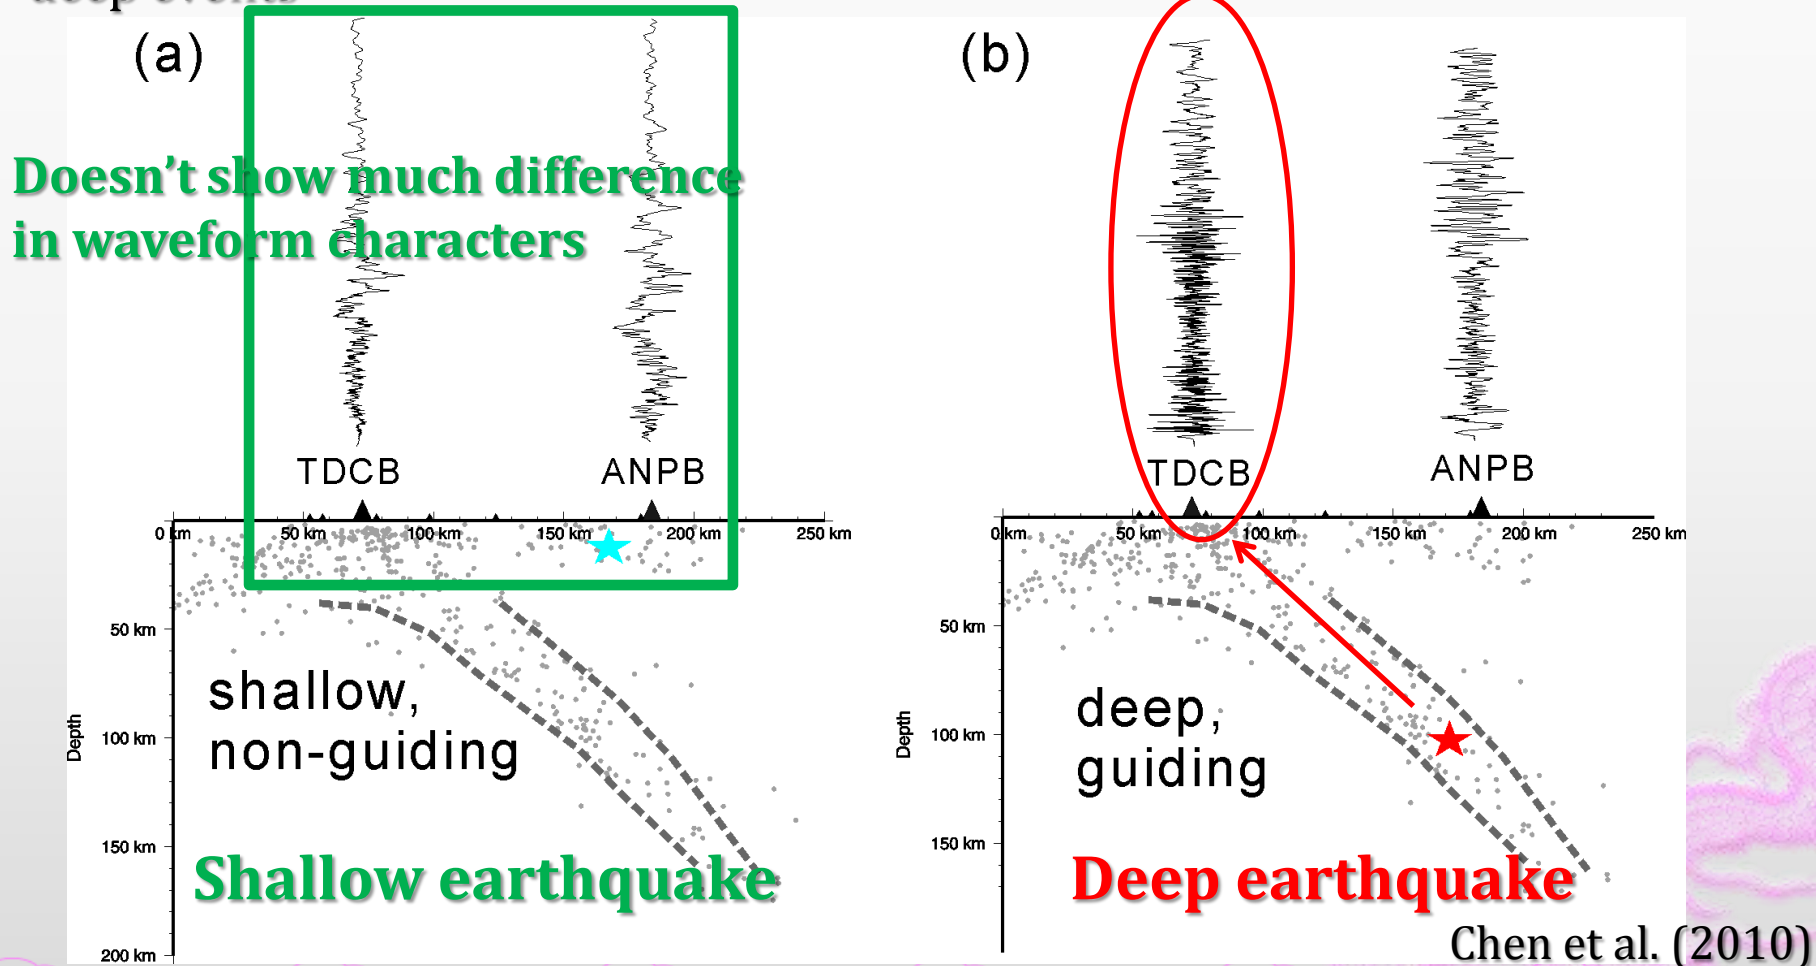 deep events
(a)
Doesn't show much difference
in waveform characters
TDCB ANPB
0 km 50 km 100 km 150 km 200 km 250 km
50 km
100 km
150 km
200 km
Depth
shallow,
non-guiding
Shallow earthquake
(b)
TDCB ANPB
0 km 50 km 100 km 150 km 200 km 250 km
50 km
100 km
150 km
Depth
deep,
guiding
Deep earthquake
Chen et al. (2010)